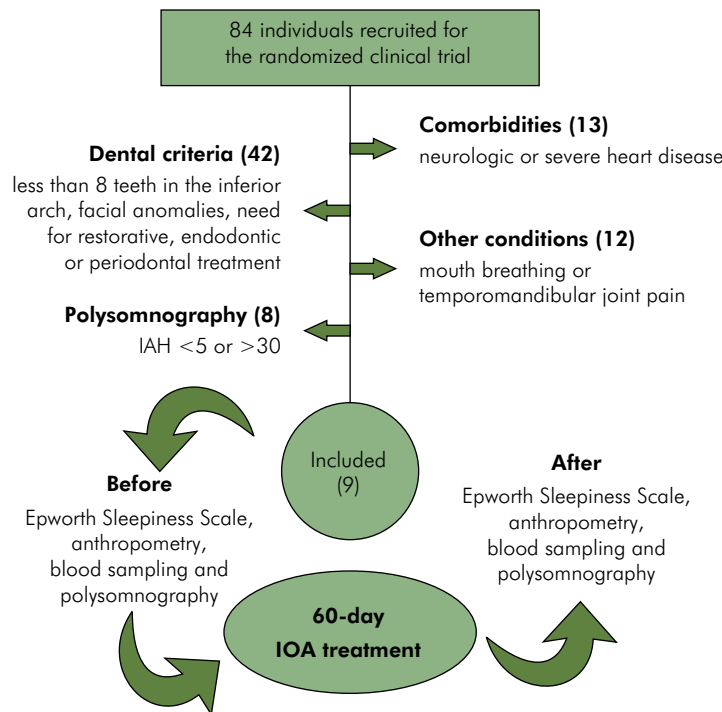 84 individuals recruited for
the randomized clinical trial
Comorbidities (13)
neurologic or severe heart disease
Dental criteria (42)
less than 8 teeth in the inferior
arch, facial anomalies, need
for restorative, endodontic
or periodontal treatment
Other conditions (12)
mouth breathing or
temporomandibular joint pain
Polysomnography (8)
IAH <5 or >30
Included
(9)
Before
Epworth Sleepiness Scale,
anthropometry,
blood sampling and
polysomnography
60-day
IOA treatment
After
Epworth Sleepiness Scale,
anthropometry,
blood sampling and
polysomnography